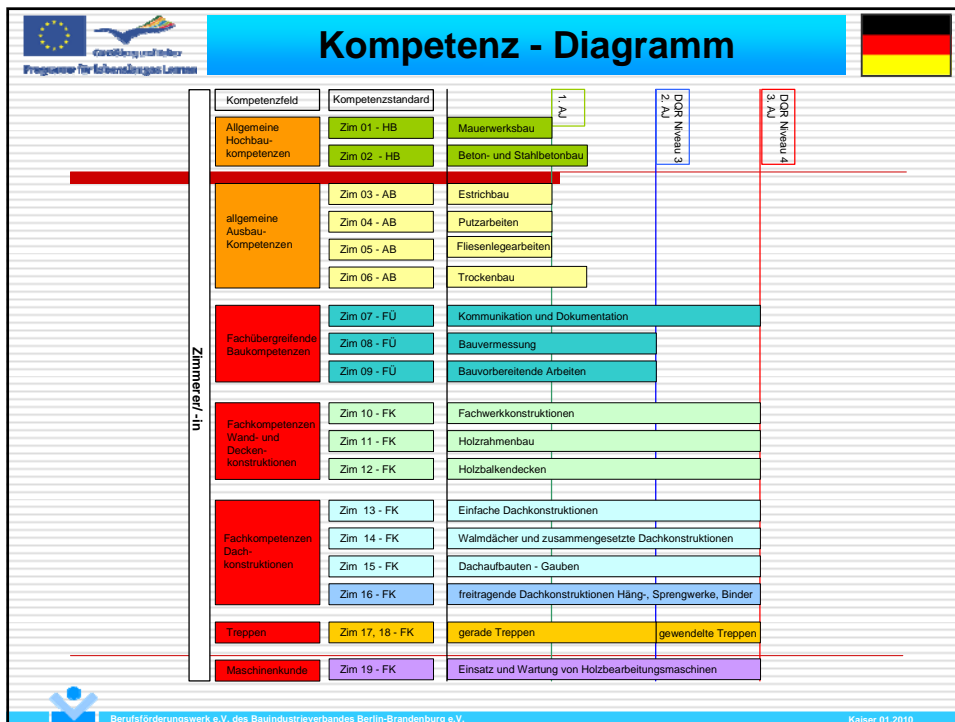 Kompetenz - Diagramm
Programm für lebenslanges Lernen
Kompetenzfeld
Kompetenzstandard
1. AJ
2. AJ
DQR Niveau 3
3. AJ
DQR Niveau 4
Zimmerer/ -in
Allgemeine
Hochbau-
kompetenzen
Zim 01 - HB
Mauerwerksbau
Zim 02 - HB
Beton- und Stahlbetonbau
allgemeine
Ausbau-
Kompetenzen
Zim 03 - AB
Estrichbau
Zim 04 - AB
Putzarbeiten
Zim 05 - AB
Fliesenlegearbeiten
Zim 06 - AB
Trockenbau
Fachübergreifende
Baukompetenzen
Zim 07 - FÜ
Kommunikation und Dokumentation
Zim 08 - FÜ
Bauvermessung
Zim 09 - FÜ
Bauvorbereitende Arbeiten
Fachkompetenzen
Wand- und
Decken-
konstruktionen
Zim 10 - FK
Fachwerkkonstruktionen
Zim 11 - FK
Holzrahmenbau
Zim 12 - FK
Holzbalkendecken
Fachkompetenzen
Dach-
konstruktionen
Zim 13 - FK
Einfache Dachkonstruktionen
Zim 14 - FK
Walmdächer und zusammengesetzte Dachkonstruktionen
Zim 15 - FK
Dachaufbauten - Gauben
Zim 16 - FK
freitragende Dachkonstruktionen Häng-, Sprengwerke, Binder
Treppen
Zim 17, 18 - FK
gerade Treppen
gewendelte Treppen
Maschinenkunde
Zim 19 - FK
Einsatz und Wartung von Holzbearbeitungsmaschinen
Berufsförderungswerk e.V. des Bauindustrieverbandes Berlin-Brandenburg e.V.
Kaiser 01.2010